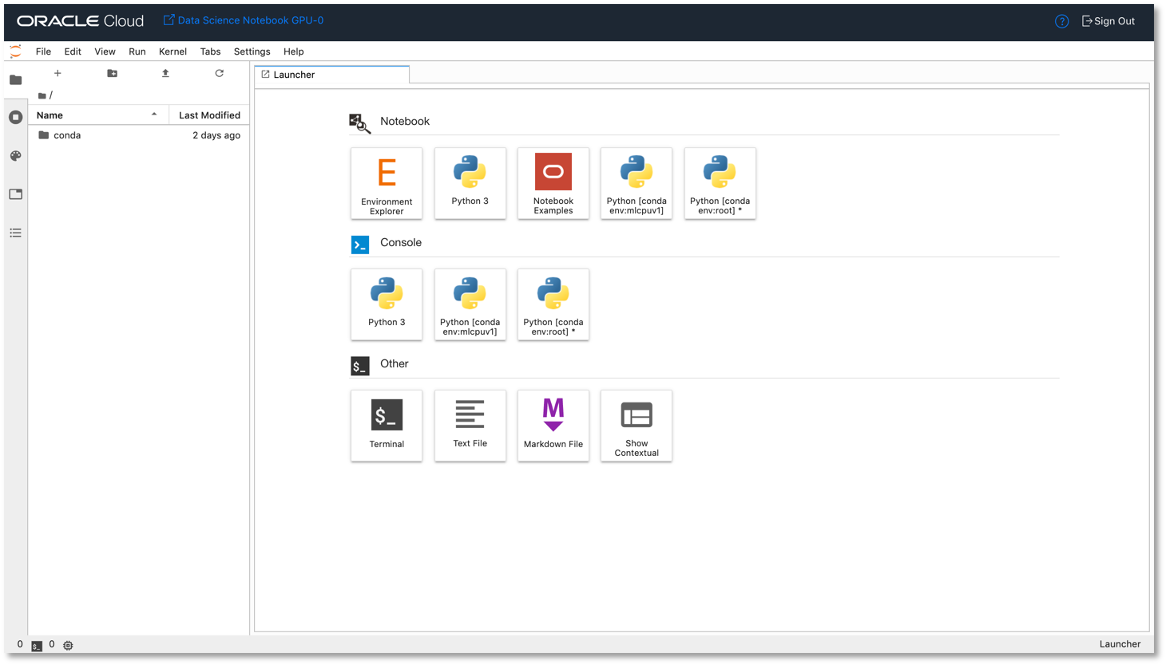 ORACLE Cloud
Data Science Notebook GPU-0
? Sign Out
File Edit View Run Kernel Tabs Settings Help
/
Name Last Modified
conda 2 days ago
Launcher
Notebook
E
Environment
Explorer
Python 3
Notebook
Examples
Python [conda
env:mlcpuv1]
Python [conda
env:root] *
>_ Console
Python 3
Python [conda
env:mlcpuv1]
Python [conda
env:root] *
$_ Other
$_
Terminal
Text File
M
Markdown File
Show
Contextual
0 $_ 0
Launcher